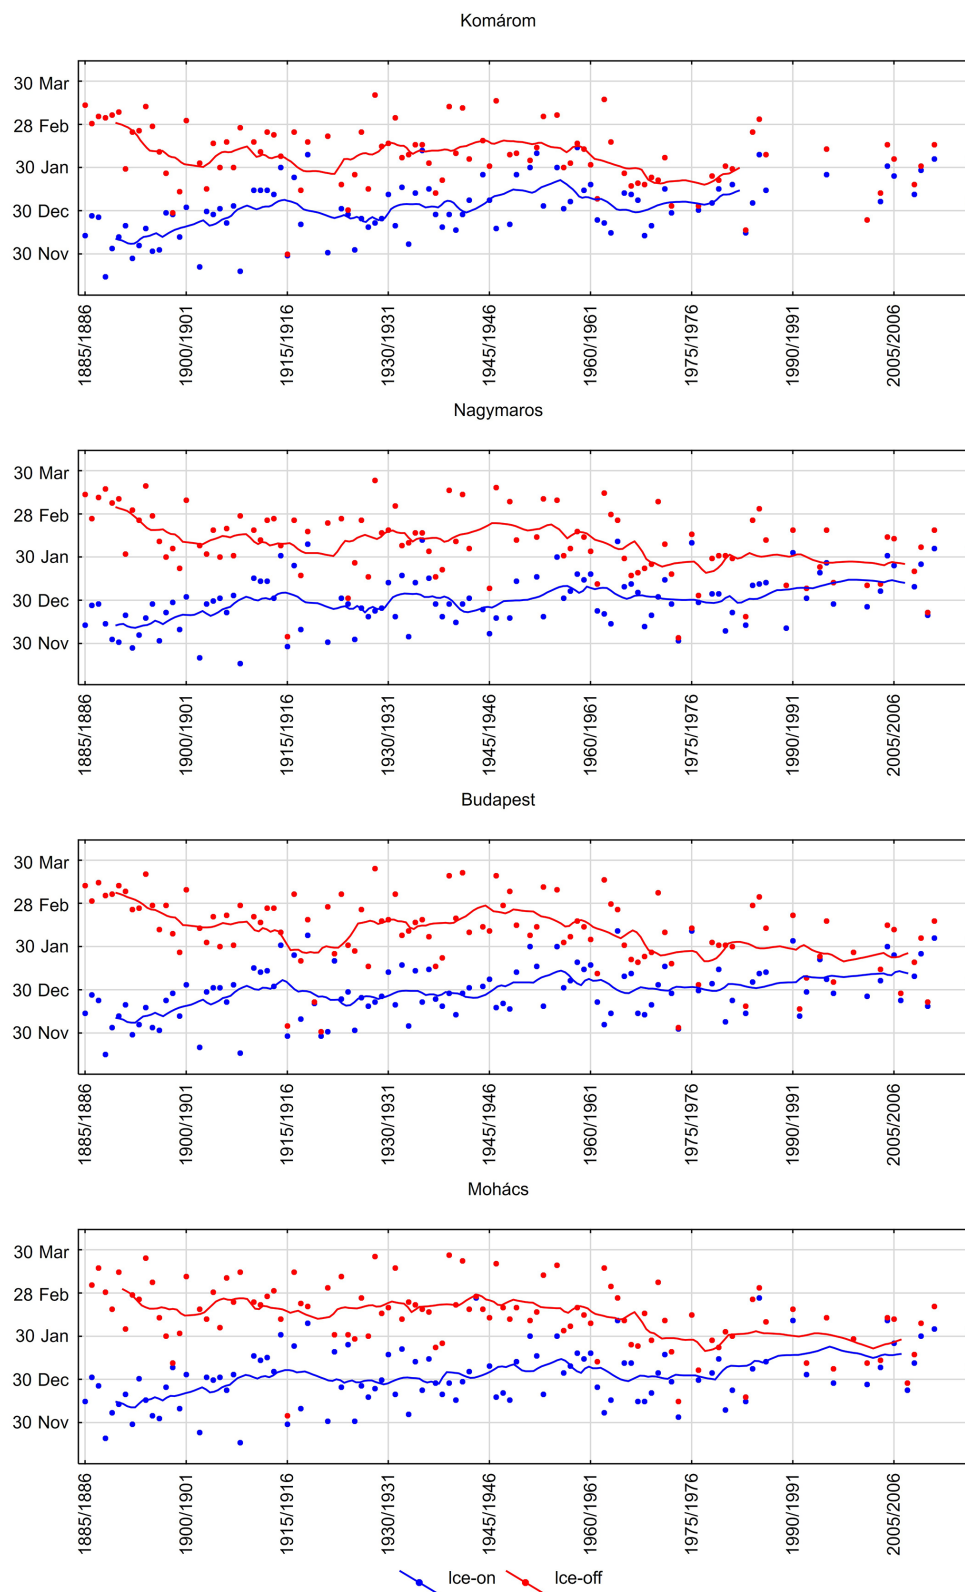 Komárom
30 Mar
28 Feb
30 Jan
30 Dec
30 Nov
1885/1886
1900/1901
1915/1916
1930/1931
1945/1946
1960/1961
1975/1976
1990/1991
2005/2006
Nagymaros
30 Mar
28 Feb
30 Jan
30 Dec
30 Nov
1885/1886
1900/1901
1915/1916
1930/1931
1945/1946
1960/1961
1975/1976
1990/1991
2005/2006
Budapest
30 Mar
28 Feb
30 Jan
30 Dec
30 Nov
1885/1886
1900/1901
1915/1916
1930/1931
1945/1946
1960/1961
1975/1976
1990/1991
2005/2006
Mohács
30 Mar
28 Feb
30 Jan
30 Dec
30 Nov
1885/1886
1900/1901
1915/1916
1930/1931
1945/1946
1960/1961
1975/1976
1990/1991
2005/2006
Ice-on Ice-off